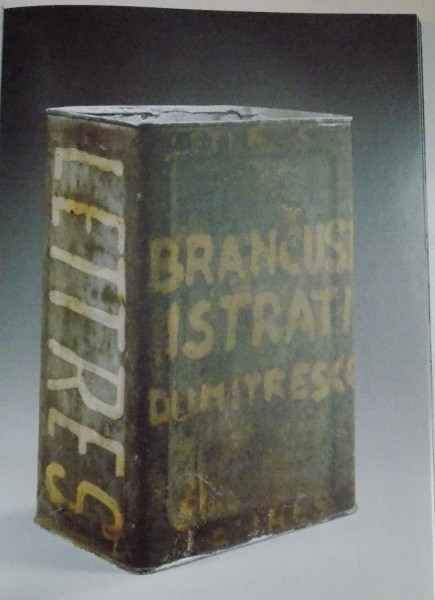 LETTRES
BRANCUSI
ISTRATI
DUMITRESCO